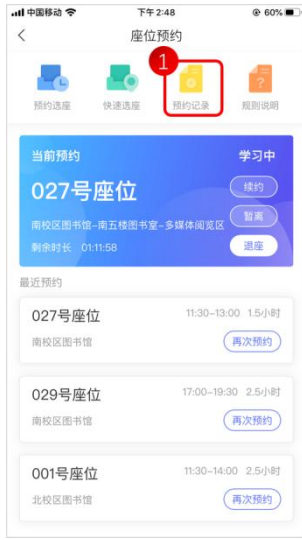 中国移动 下午2:48 60%
座位预约
1
预约选座 快速选座 预约记录 规则说明
当前预约 学习中
027号座位 续约
南校区图书馆-南五楼图书室-多媒体阅览区 暂离
剩余时长 01:11:58 退座
最近预约
027号座位 11:30-13:00 1.5小时
南校区图书馆 再次预约
029号座位 17:00-19:30 2.5小时
南校区图书馆 再次预约
001号座位 11:30-14:00 2.5小时
北校区图书馆 再次预约